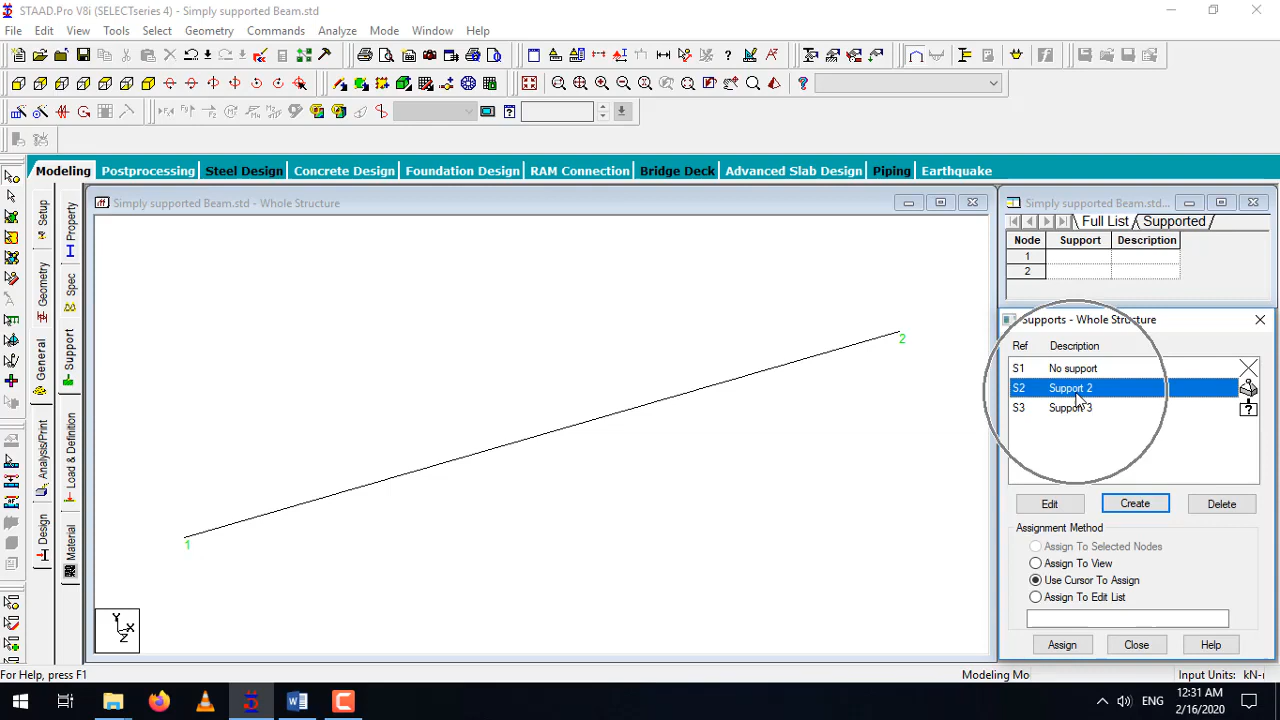 STAAD.Pro V8i (SELECTseries 4) - Simply supported Beam.std
File Edit View Tools Select Geometry Commands Analyze Mode Window Help
Modeling Postprocessing Steel Design Concrete Design Foundation Design RAM Connection Bridge Deck Advanced Slab Design Piping Earthquake
Setup
Geometry
General
Analysis/Print
Design
Property
Spec
Support
Load & Definition
Material
Simply supported Beam.std - Whole Structure
2
1
Y
X
Z
Simply supported Beam.std...
Full List Supported
Node Support Description
1
2
Supports - Whole Structure
Ref Description
S1 No support
S2 Support 2
S3 Support 3
Edit Create Delete
Assignment Method
Assign To Selected Nodes
Assign To View
Use Cursor To Assign
Assign To Edit List
Assign Close Help
For Help, press F1
Modeling Mo
Input Units: kN-
ENG
12:31 AM
2/16/2020